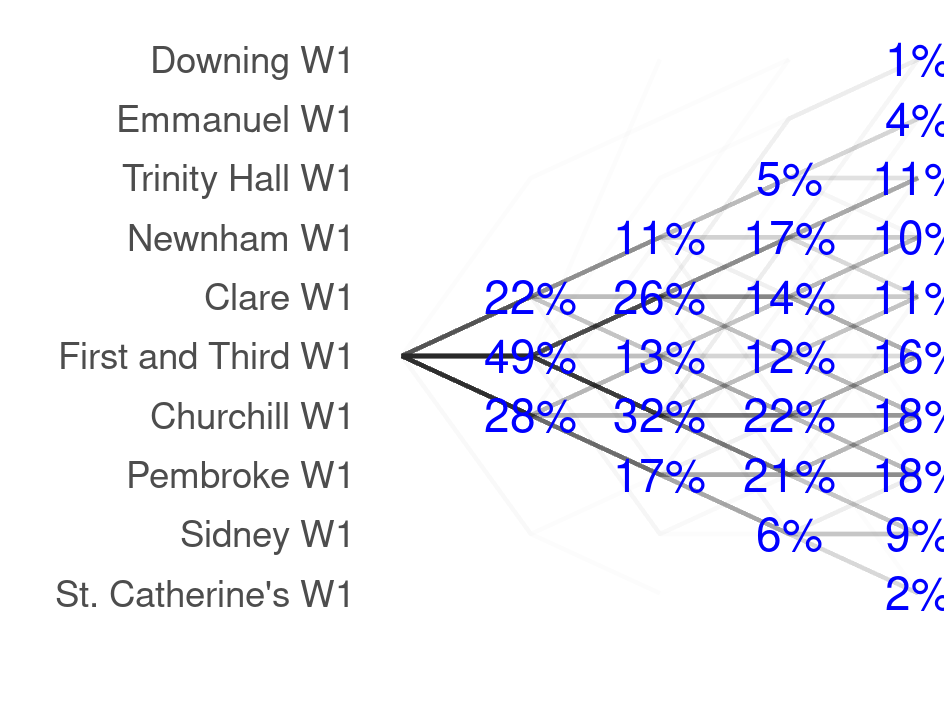 Downing W1 1%
Emmanuel W1 4%
Trinity Hall W1 5% 11%
Newnham W1 11% 17% 10%
Clare W1 22% 26% 14% 11%
First and Third W1 49% 13% 12% 16%
Churchill W1 28% 32% 22% 18%
Pembroke W1 17% 21% 18%
Sidney W1 6% 9%
St. Catherine's W1 2%